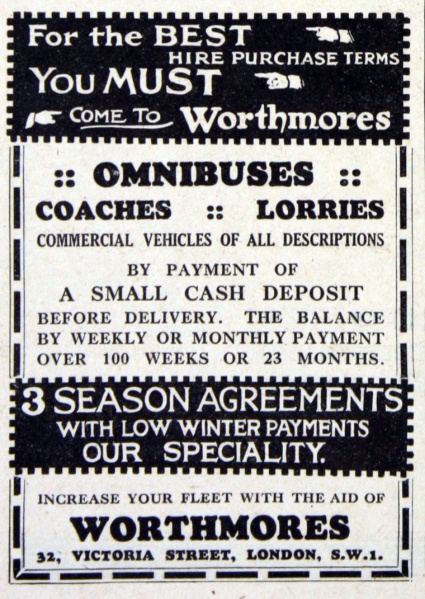 For the BEST
HIRE PURCHASE TERMS
YOU MUST
COME TO Worthmores
:: OMNIBUSES ::
COACHES :: LORRIES
COMMERCIAL VEHICLES OF ALL DESCRIPTIONS
BY PAYMENT OF
A SMALL CASH DEPOSIT
BEFORE DELIVERY. THE BALANCE
BY WEEKLY OR MONTHLY PAYMENT
OVER 100 WEEKS OR 23 MONTHS.
3 SEASON AGREEMENTS
WITH LOW WINTER PAYMENTS
OUR SPECIALITY.
INCREASE YOUR FLEET WITH THE AID OF
WORTHMORES
32, VICTORIA STREET, LONDON, S.W.1.